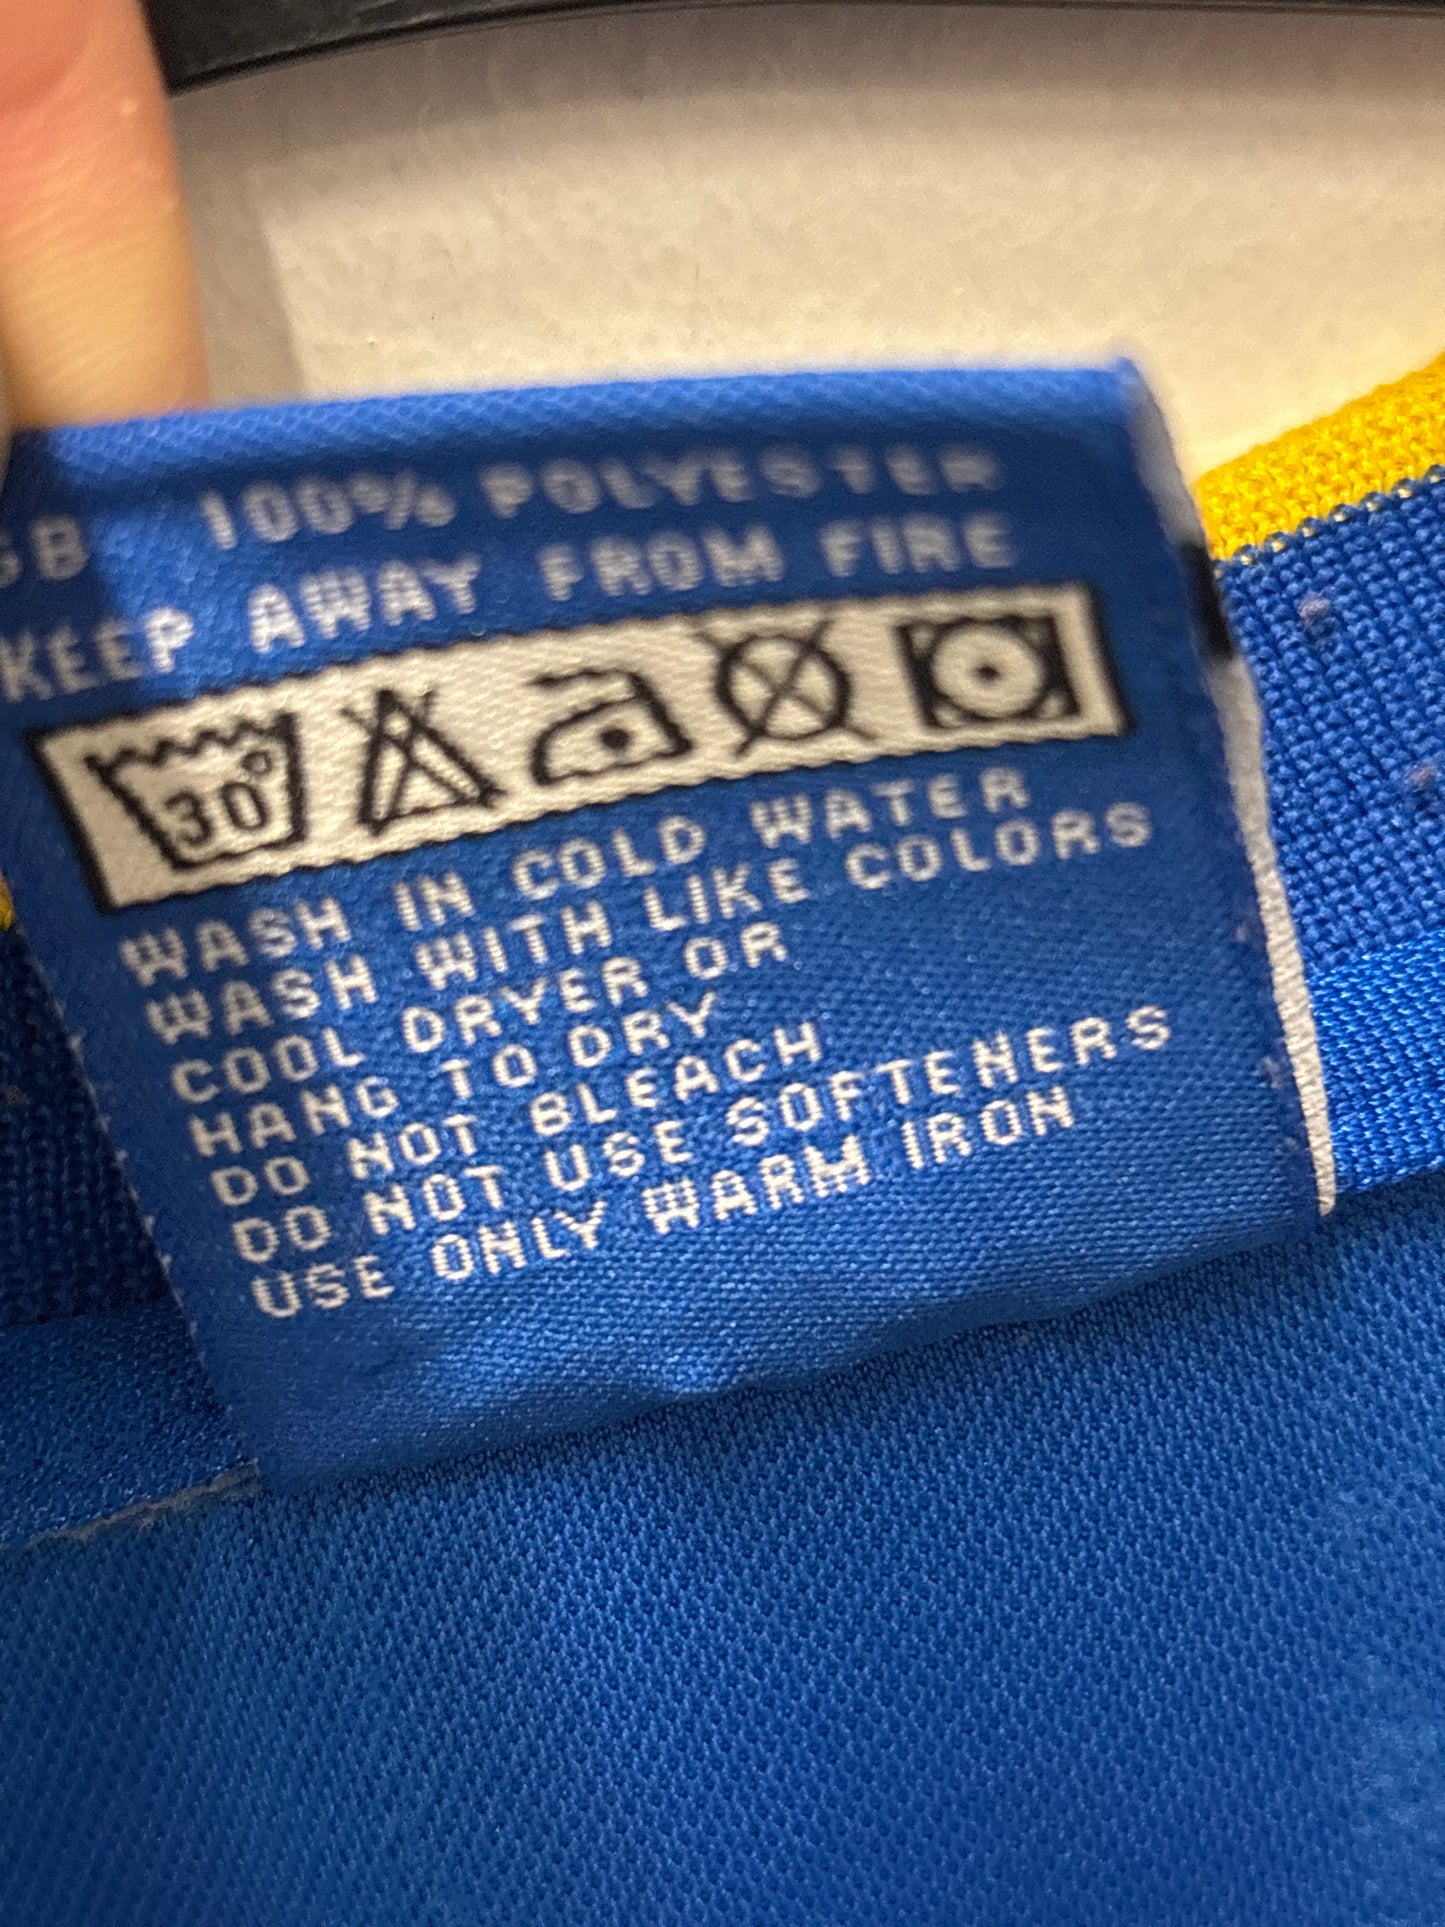 GB 100% POLYESTER
KEEP AWAY FROM FIRE
30°
WASH IN COLD WATER
WASH WITH LIKE COLORS
COOL DRYER OR
HANG TO DRY
DO NOT BLEACH
DO NOT USE SOFTENERS
USE ONLY WARM IRON